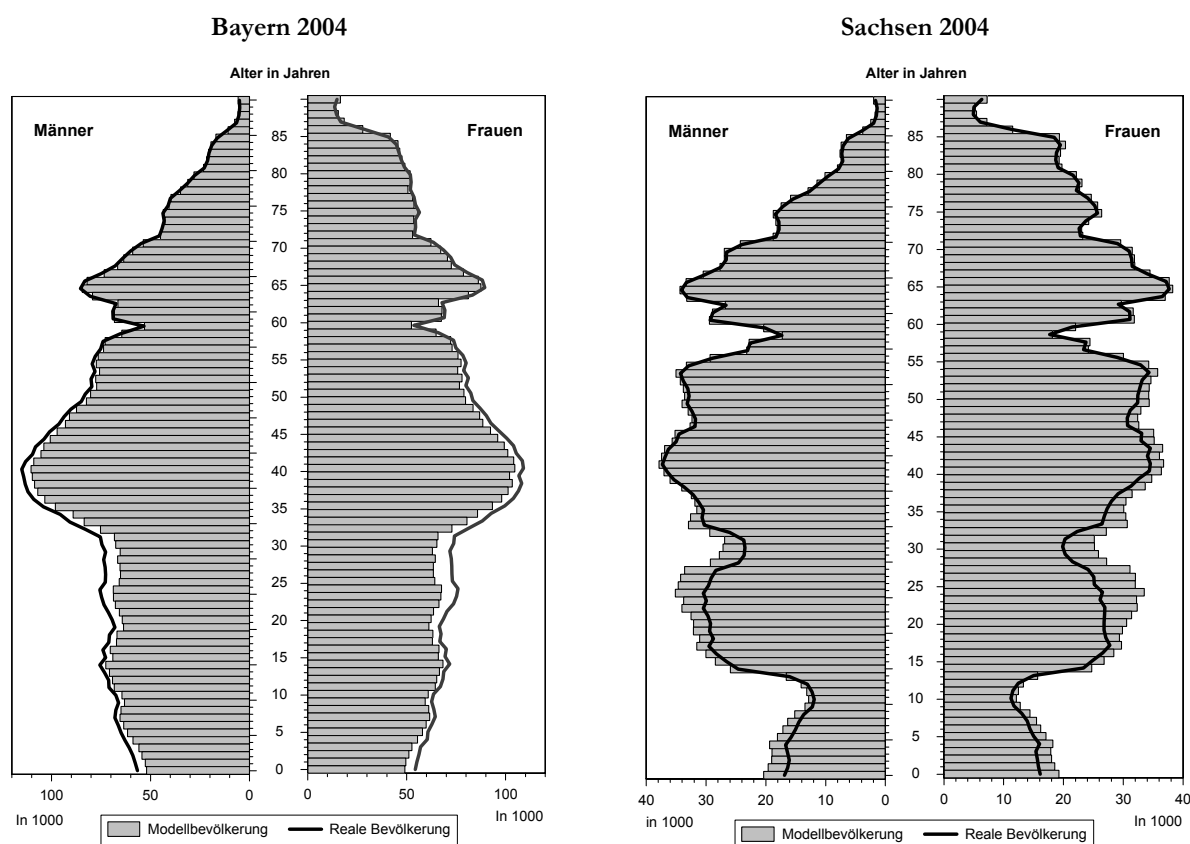 Bayern 2004
Alter in Jahren
Männer
Frauen
85
80
75
70
65
60
55
50
45
40
35
30
25
20
15
10
5
0
100 50 0
0 50 100
In 1000
In 1000
Modellbevölkerung Reale Bevölkerung
Sachsen 2004
Alter in Jahren
Männer
Frauen
85
80
75
70
65
60
55
50
45
40
35
30
25
20
15
10
5
0
40 30 20 10 0
0 10 20 30 40
in 1000
In 1000
Modellbevölkerung Reale Bevölkerung